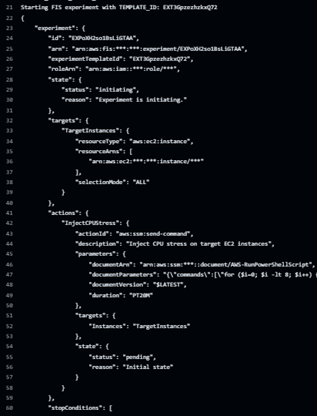 21 Starting FIS experiment with TEMPLATE_ID: EXT3GpzezhzkxQ72
22 {
23 "experiment": {
24 "id": "EXPoXH2so18sLiGTAA",
25 "arn": "arn:aws:fis:***:***:experiment/EXPoXH2so18sLiGTAA",
26 "experimentTemplateId": "EXT3GpzezhzkxQ72",
27 "roleArn": "arn:aws:iam::***:role/***",
28 "state": {
29 "status": "initiating",
30 "reason": "Experiment is initiating."
31 },
32 "targets": {
33 "TargetInstances": {
34 "resourceType": "aws:ec2:instance",
35 "resourceArns": [
36 "arn:aws:ec2:***:***:instance/***"
37 ],
38 "selectionMode": "ALL"
39 }
40 },
41 "actions": {
42 "InjectCPUStress": {
43 "actionId": "aws:ssm:send-command",
44 "description": "Inject CPU stress on target EC2 instances",
45 "parameters": {
46 "documentArn": "arn:aws:ssm:***::document/AWS-RunPowerShellScript",
47 "documentParameters": "{\"commands\":[\"for ($i=0; $i -lt 8; $i++) {
48 "documentVersion": "$LATEST",
49 "duration": "PT20M"
50 },
51 "targets": {
52 "Instances": "TargetInstances"
53 },
54 "state": {
55 "status": "pending",
56 "reason": "Initial state"
57 }
58 }
59 },
60 "stopConditions": [